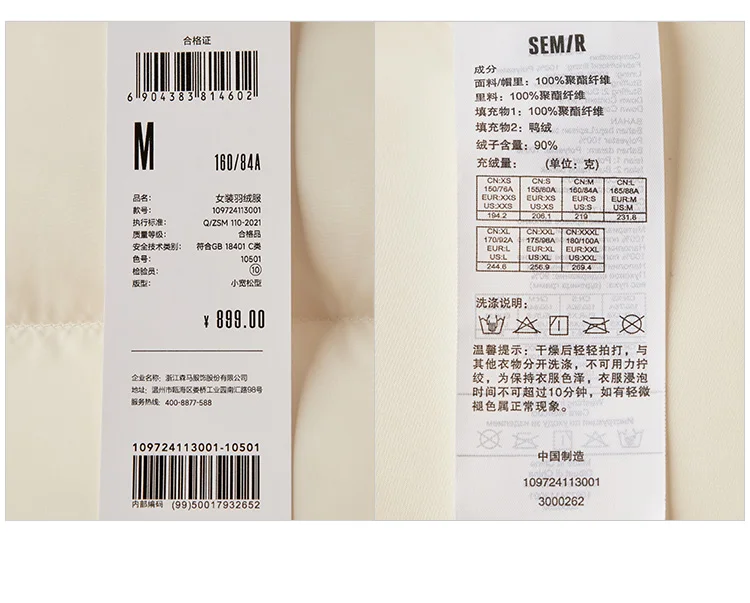 合格证
6 904383 814602
M
160/84A
品名: 女装羽绒服
款号: 109724113001
执行标准: Q/ZSM 110-2021
质量等级: 合格品
安全技术类别: 符合GB 18401 C类
色号: 10501
检验员: 10
版型: 小宽松型
¥ 899.00
企业名称: 浙江森马服饰股份有限公司
地址: 温州市瓯海区娄桥工业园南汇路98号
服务热线: 400-8877-588
109724113001-10501
内部编码 (99)50017932652
SEMIR
成分
面料/帽里: 100%聚酯纤维
里料: 100%聚酯纤维
填充物1: 100%聚酯纤维
填充物2: 鸭绒
绒子含量: 90%
充绒量: (单位: 克)
CN:XS CN:S CN:M CN:L
150/76A 155/80A 160/84A 165/88A
EUR:XXS EUR:XS EUR:S EUR:M
US:XXS US:XS US:S US:M
194.2 206.1 219 231.8
CN:XL CN:XXL CN:XXXL
170/92A 175/96A 180/100A
EUR:L EUR:XL EUR:XXL
US:L US:XL US:XXL
244.6 256.9 269.4
洗涤说明:
温馨提示: 干燥后轻轻拍打, 与
其他衣物分开洗涤, 不可用力拧
绞, 为保持衣服色泽, 衣服浸泡
时间不可超过10分钟, 如有轻微
褪色属正常现象。
中国制造
109724113001
3000262